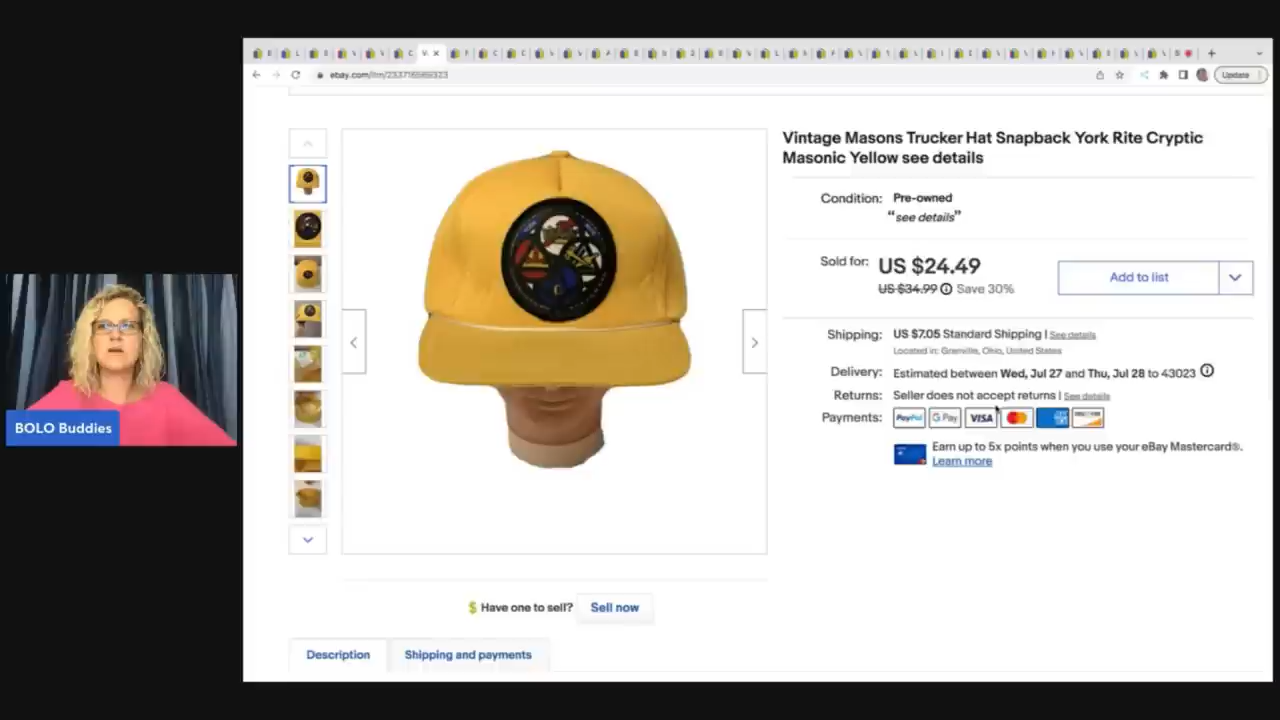 Update
Vintage Masons Trucker Hat Snapback York Rite Cryptic
Masonic Yellow see details
Condition: Pre-owned
“see details”
Sold for: US $24.49
Add to list
US $34.99 Save 30%
Shipping: US $7.05 Standard Shipping | See details
Located in: Granville, Ohio, United States
Delivery: Estimated between Wed, Jul 27 and Thu, Jul 28 to 43023
Returns: Seller does not accept returns | See details
Payments: PayPal G Pay VISA
BOLO Buddies
Earn up to 5x points when you use your eBay Mastercard®.
Learn more
$ Have one to sell? Sell now
Description Shipping and payments